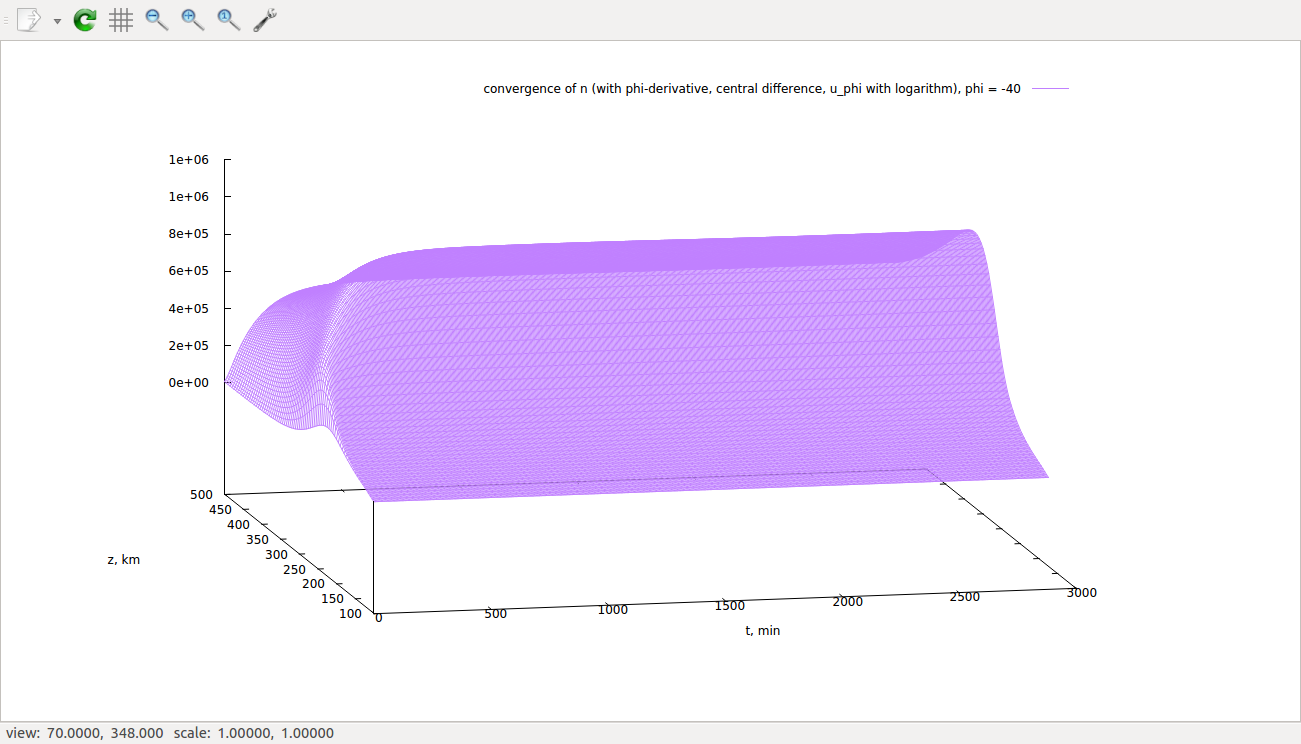 convergence of n (with phi-derivative, central difference, u_phi with logarithm), phi = -40
1e+06
1e+06
8e+05
6e+05
4e+05
2e+05
0e+00
500
450
400
350
300
250
200
150
100
z, km
0
500
1000
1500
2000
2500
3000
t, min
view: 70.0000, 348.000 scale: 1.00000, 1.00000